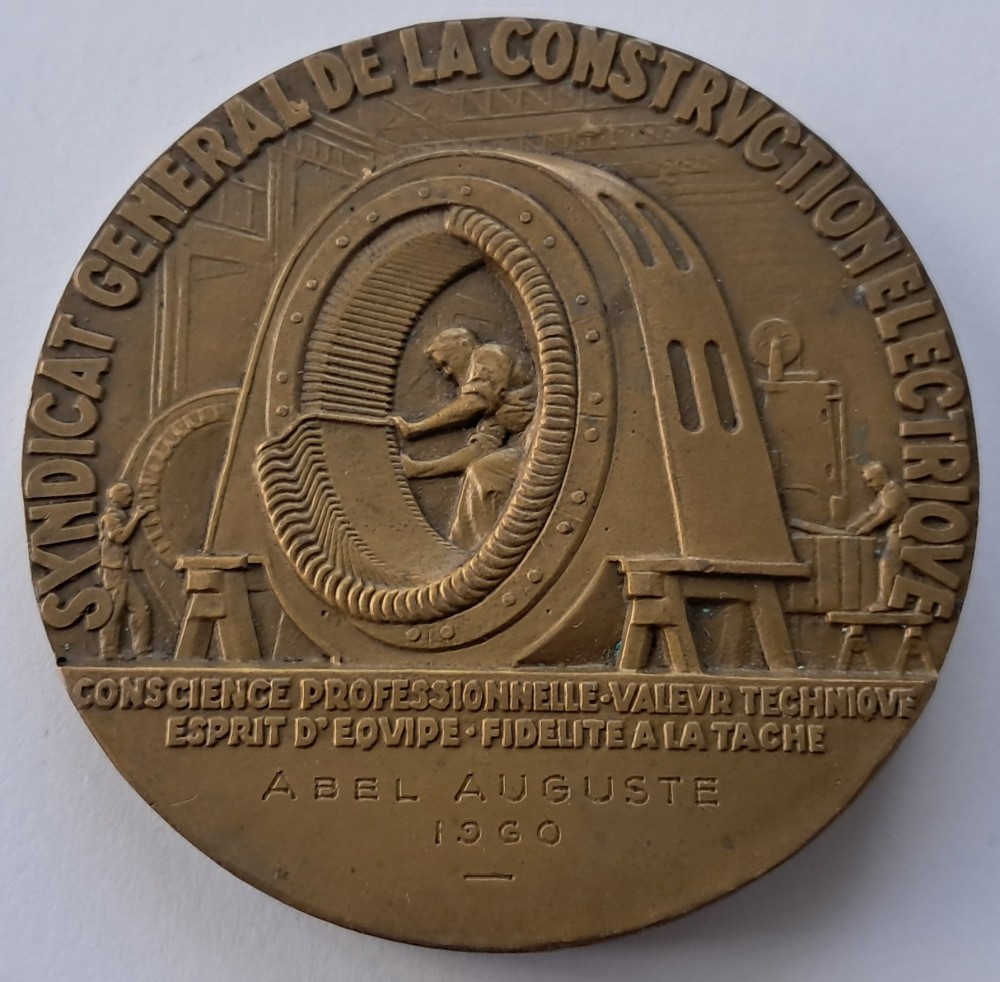 SYNDICAT GENERAL DE LA CONSTRVCTION ELECTRIQVE
CONSCIENCE PROFESSIONNELLE·VALEVR TECHNIQVE
ESPRIT D'EQVIPE·FIDELITE A LA TACHE
ABEL AUGUSTE
1960